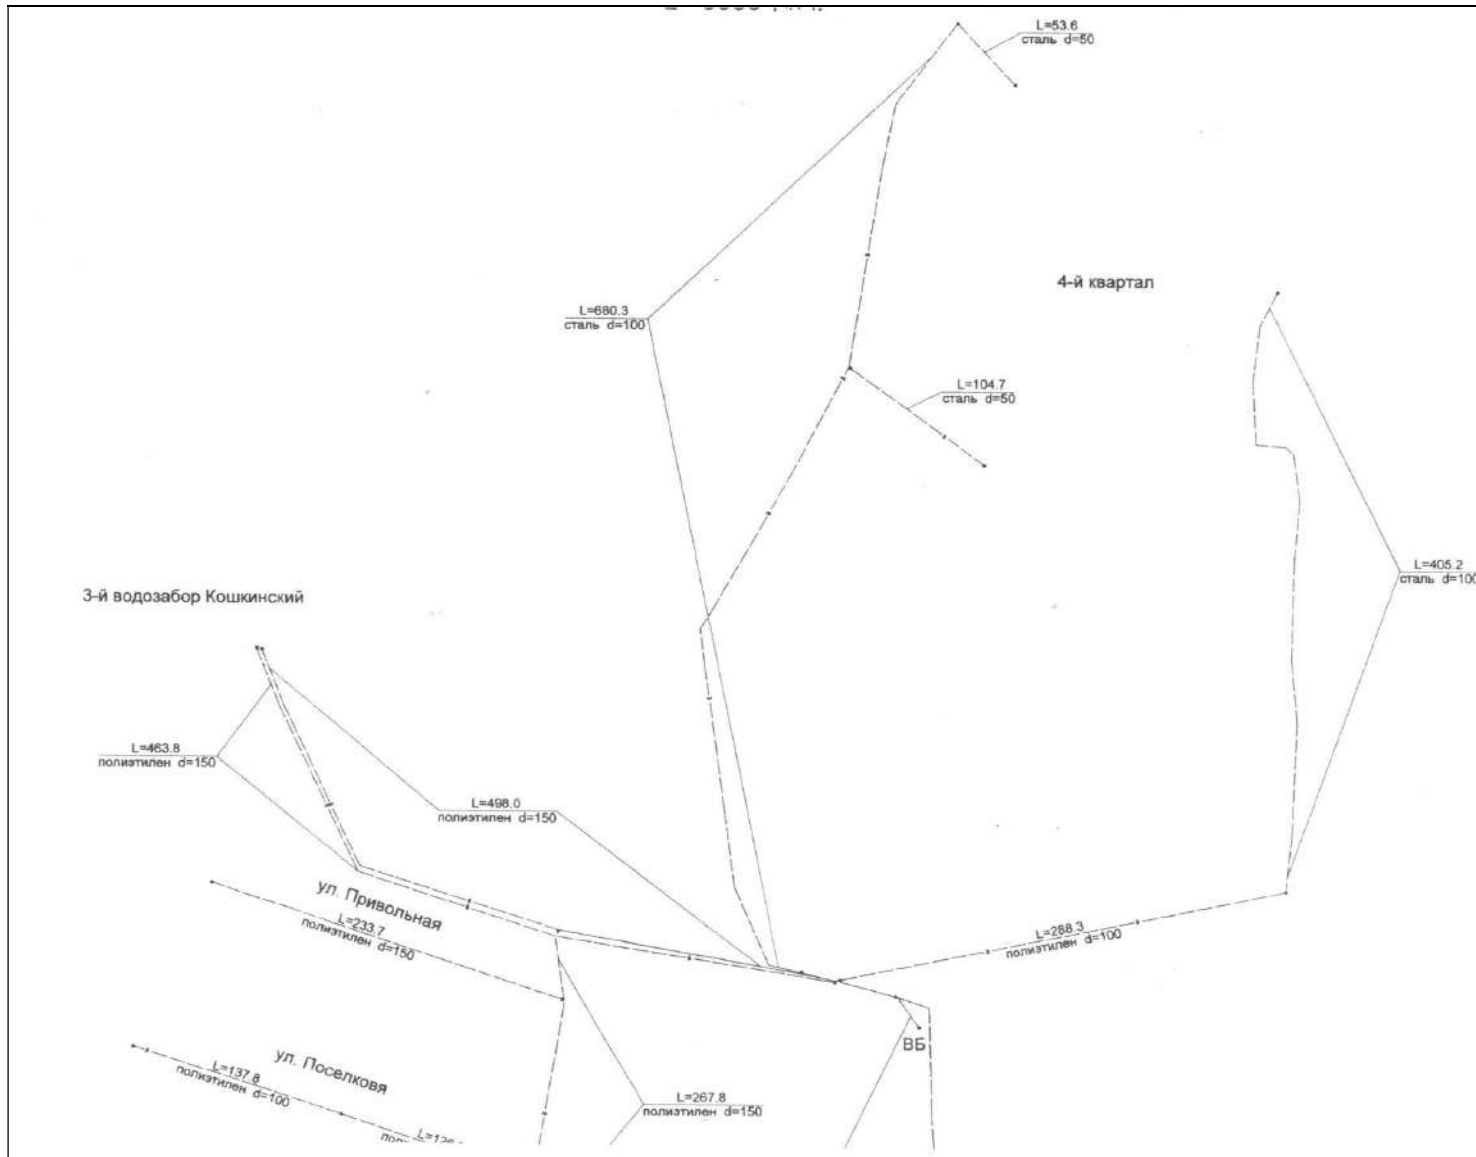 L=53.6
сталь d=50
4-й квартал
L=680.3
сталь d=100
L=104.7
сталь d=50
L=405.2
сталь d=100
3-й водозабор Кошкинский
L=463.8
полиэтилен d=150
L=498.0
полиэтилен d=150
ул. Привольная
L=233.7
полиэтилен d=150
L=288.3
полиэтилен d=100
ВБ
ул. Поселковя
L=137.8
полиэтилен d=100
L=267.8
полиэтилен d=150